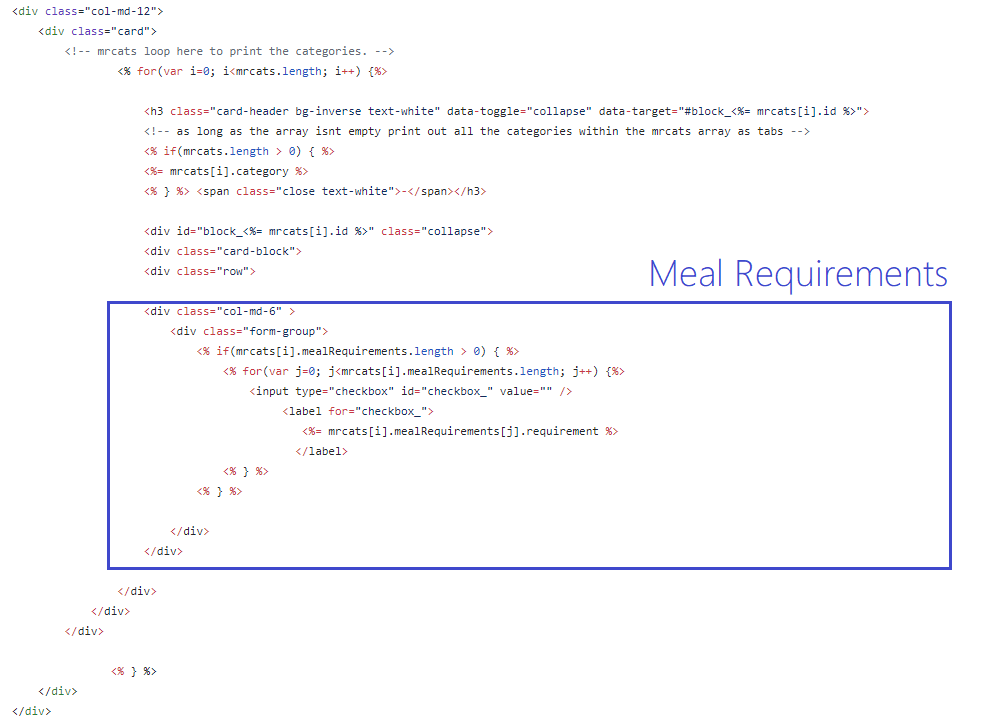 <div class="col-md-12">
<div class="card">
<!-- mrcats loop here to print the categories. -->
<% for(var i=0; i<mrcats.length; i++) {%>
<h3 class="card-header bg-inverse text-white" data-toggle="collapse" data-target="#block_<%= mrcats[i].id %>">
<!-- as long as the array isnt empty print out all the categories within the mrcats array as tabs -->
<% if(mrcats.length > 0) { %>
<%= mrcats[i].category %>
<% } %> <span class="close text-white">-</span></h3>
<div id="block_<%= mrcats[i].id %>" class="collapse">
<div class="card-block">
<div class="row">
Meal Requirements
<div class="col-md-6" >
<div class="form-group">
<% if(mrcats[i].mealRequirements.length > 0) { %>
<% for(var j=0; j<mrcats[i].mealRequirements.length; j++) {%>
<input type="checkbox" id="checkbox_" value="" />
<label for="checkbox_">
<%= mrcats[i].mealRequirements[j].requirement %>
</label>
<% } %>
<% } %>
</div>
</div>
</div>
</div>
</div>
<% } %>
</div>
</div>